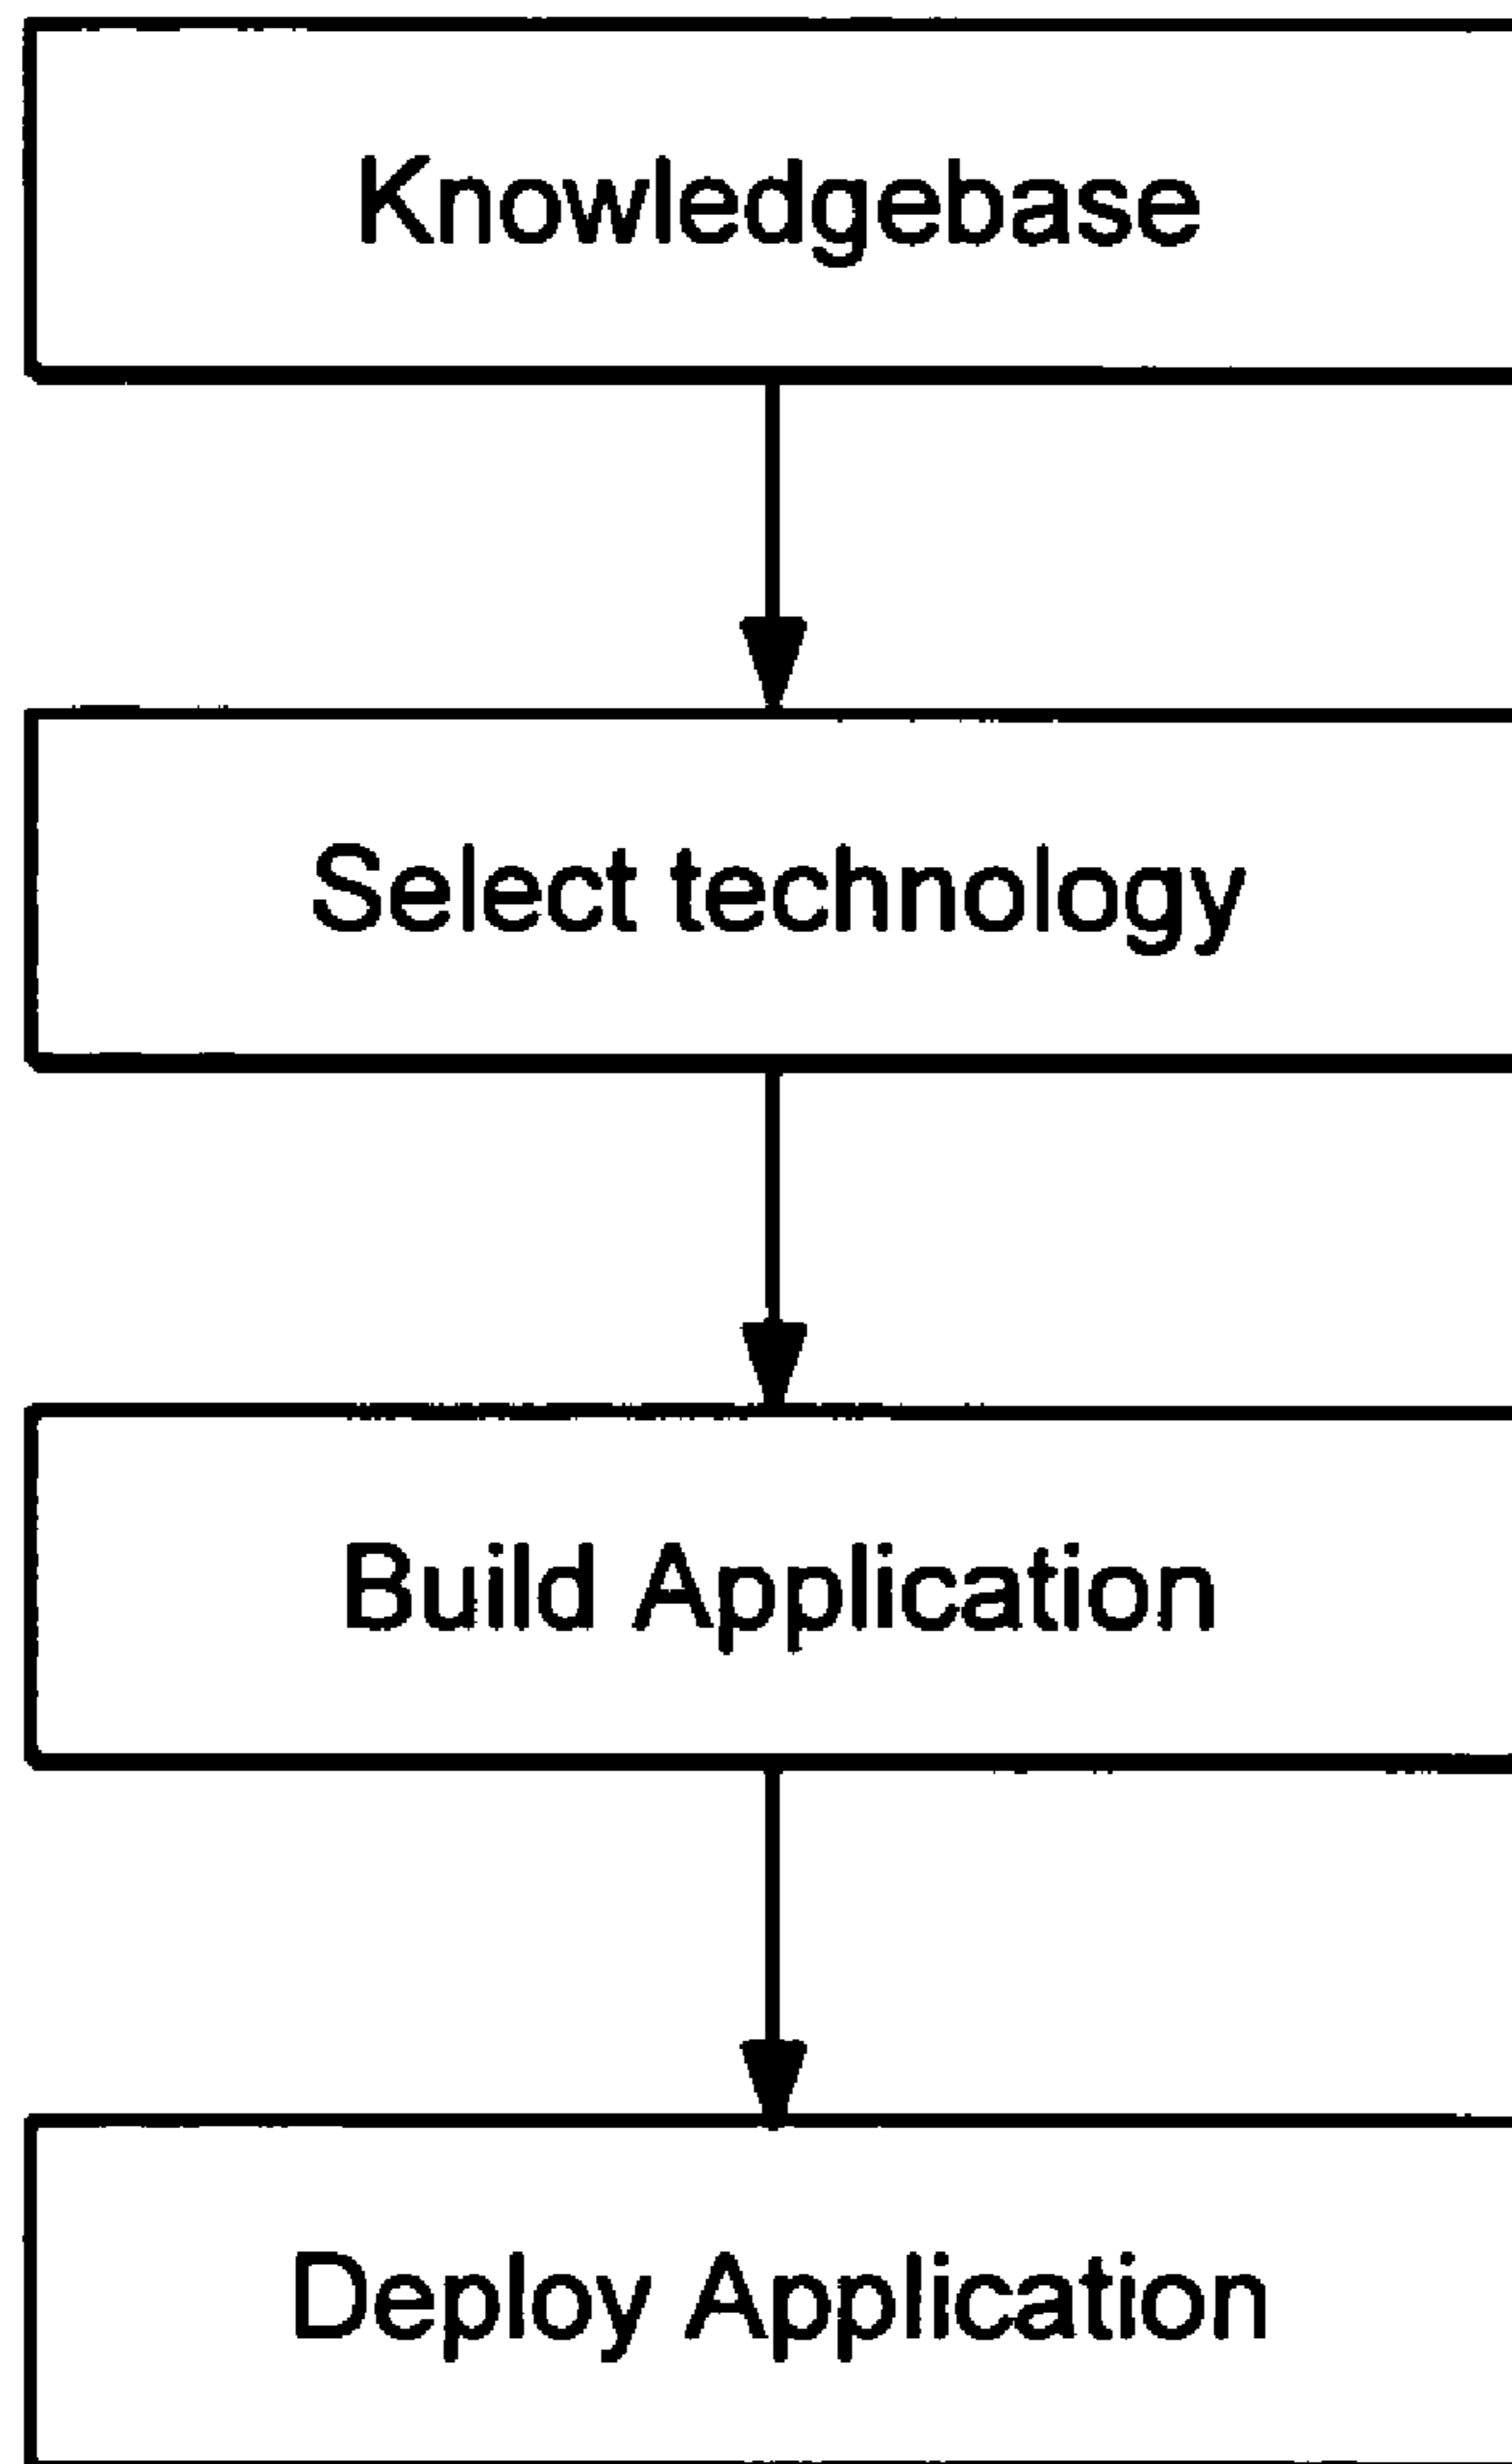 Knowledgebase
Select technology
Build Application
Deploy Application